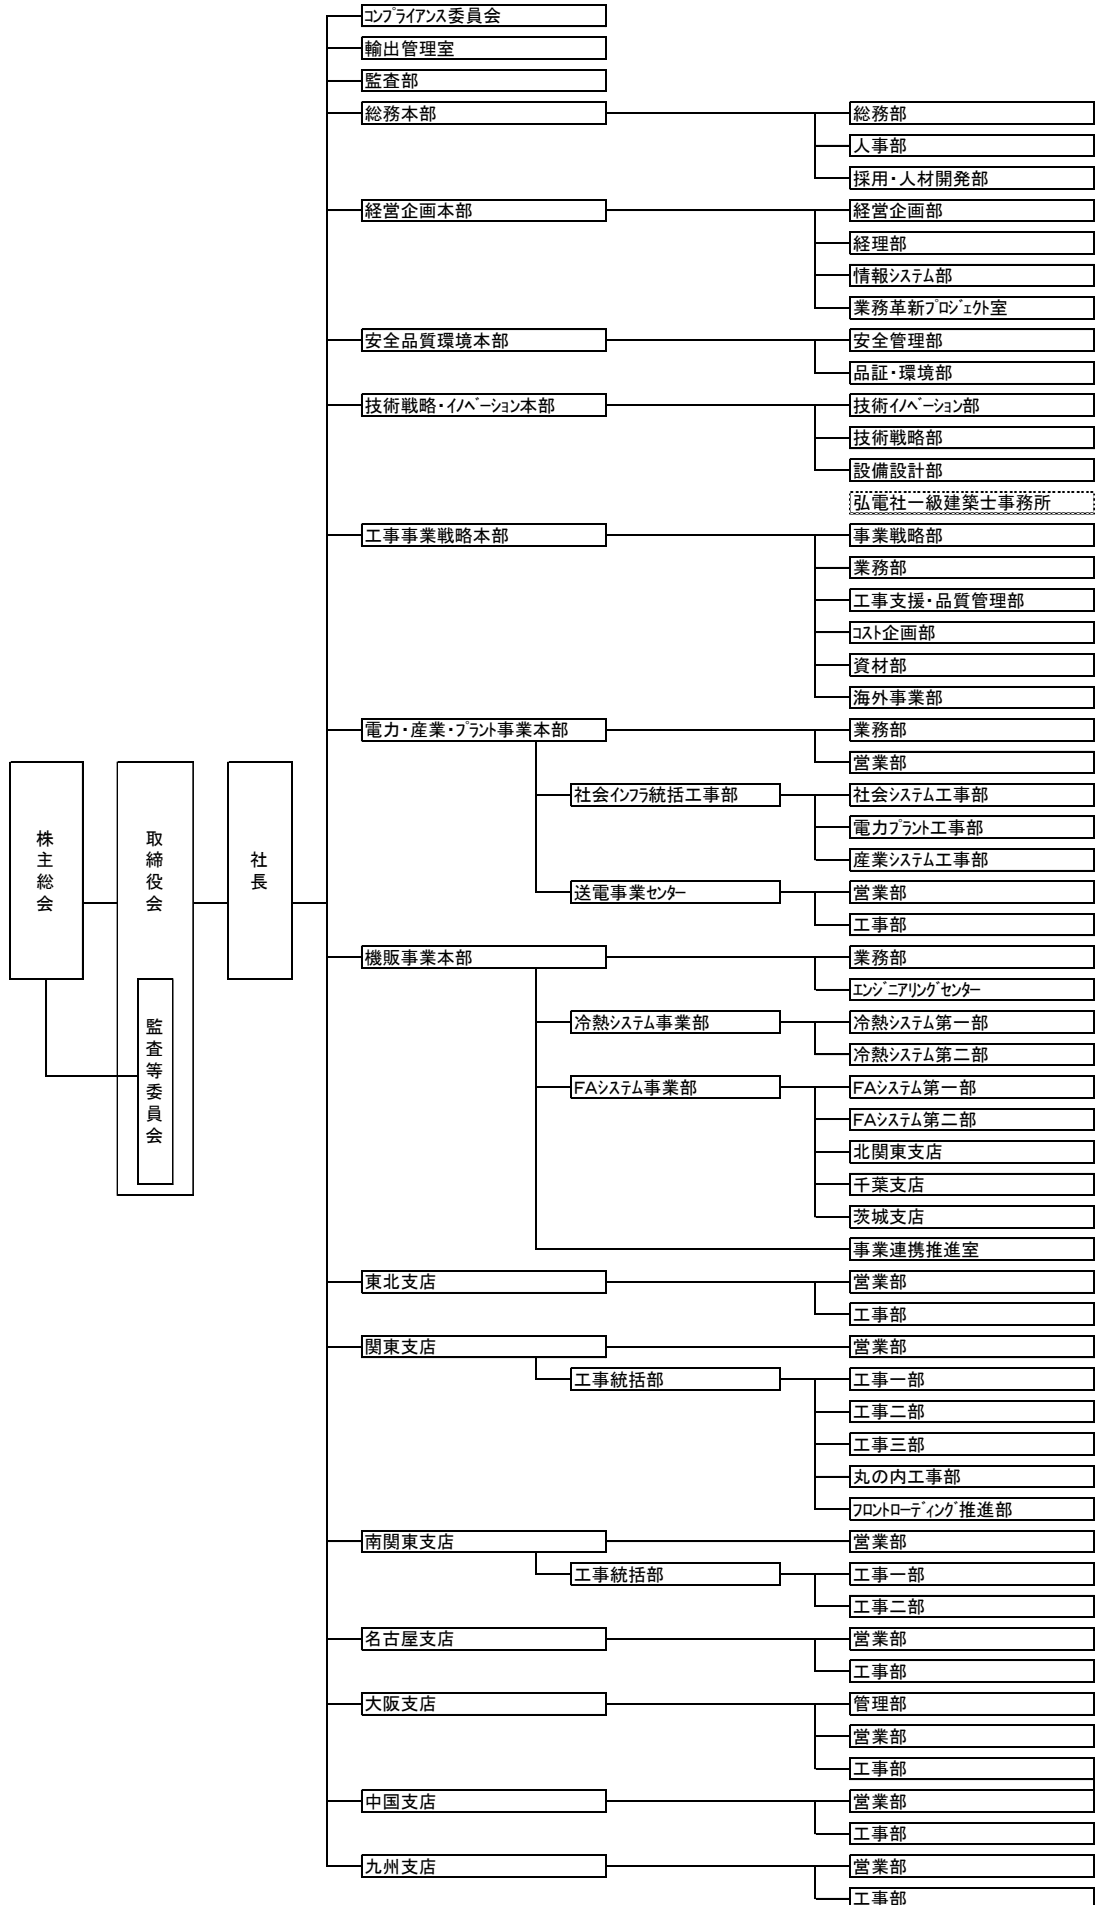 コンプライアンス委員会
輸出管理室
監査部
総務本部
総務部
人事部
採用・人材開発部
経営企画本部
経営企画部
経理部
情報システム部
業務革新プロジェクト室
安全品質環境本部
安全管理部
品証・環境部
技術戦略・イノベーション本部
技術イノベーション部
技術戦略部
設備設計部
弘電社一級建築士事務所
工事事業戦略本部
事業戦略部
業務部
工事支援・品質管理部
コスト企画部
資材部
海外事業部
電力・産業・プラント事業本部
業務部
営業部
社会インフラ統括工事部
社会システム工事部
電力プラント工事部
産業システム工事部
送電事業センター
営業部
工事部
株主総会
取締役会
社長
監査等委員会
機販事業本部
業務部
エンジニアリングセンター
冷熱システム事業部
冷熱システム第一部
冷熱システム第二部
FAシステム事業部
FAシステム第一部
FAシステム第二部
北関東支店
千葉支店
茨城支店
事業連携推進室
東北支店
営業部
工事部
関東支店
営業部
工事統括部
工事一部
工事二部
工事三部
丸の内工事部
フロントローディング推進部
南関東支店
営業部
工事統括部
工事一部
工事二部
名古屋支店
営業部
工事部
大阪支店
管理部
営業部
工事部
中国支店
営業部
工事部
九州支店
営業部
工事部